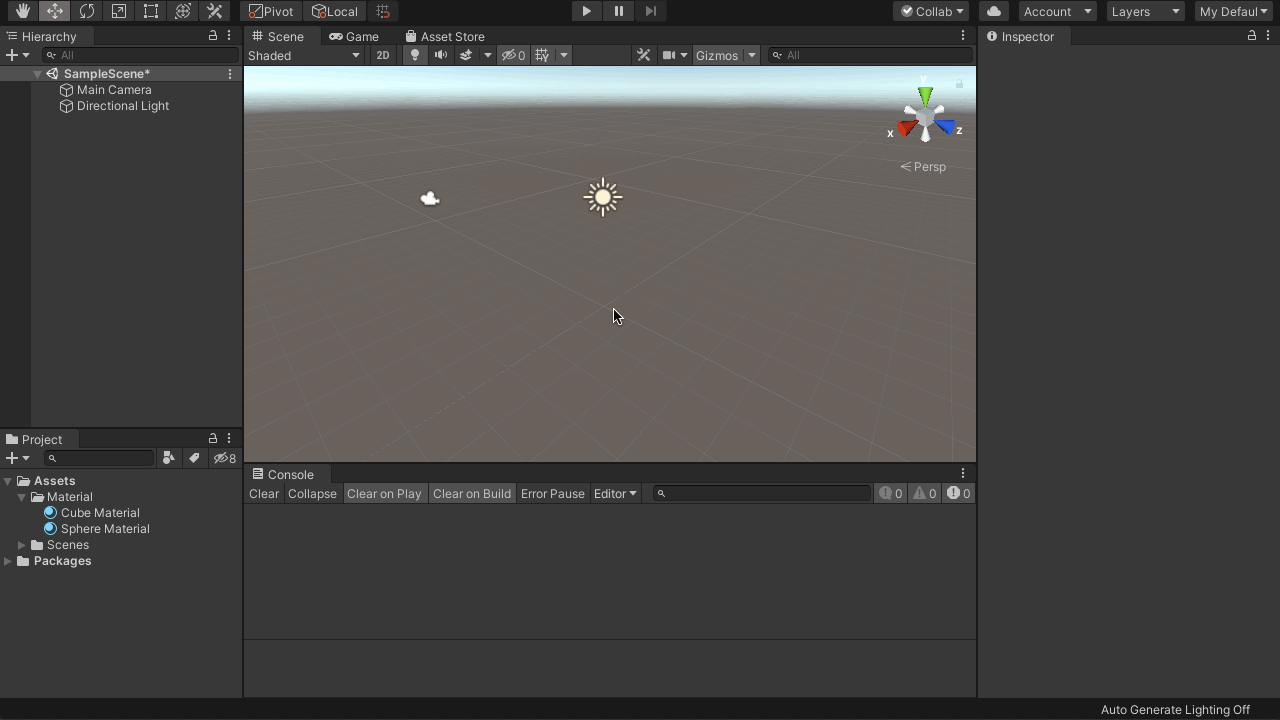 Pivot Local Collab Account Layers My Defaul
Hierarchy Scene Game Asset Store Inspector
All Shaded 2D 0 Gizmos All
SampleScene*
Main Camera
Directional Light
y
x z
Persp
Project
8
Assets
Material
Cube Material
Sphere Material
Scenes
Packages
Console
Clear Collapse Clear on Play Clear on Build Error Pause Editor 0 0 0
Auto Generate Lighting Off